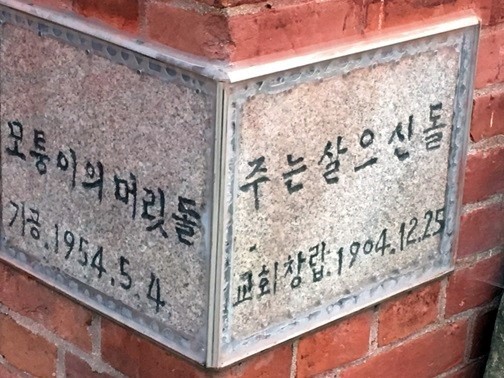 모퉁이의 머릿돌
기공. 1954. 5. 4
주는 살으신 돌
교회 창립. 1904. 12. 25